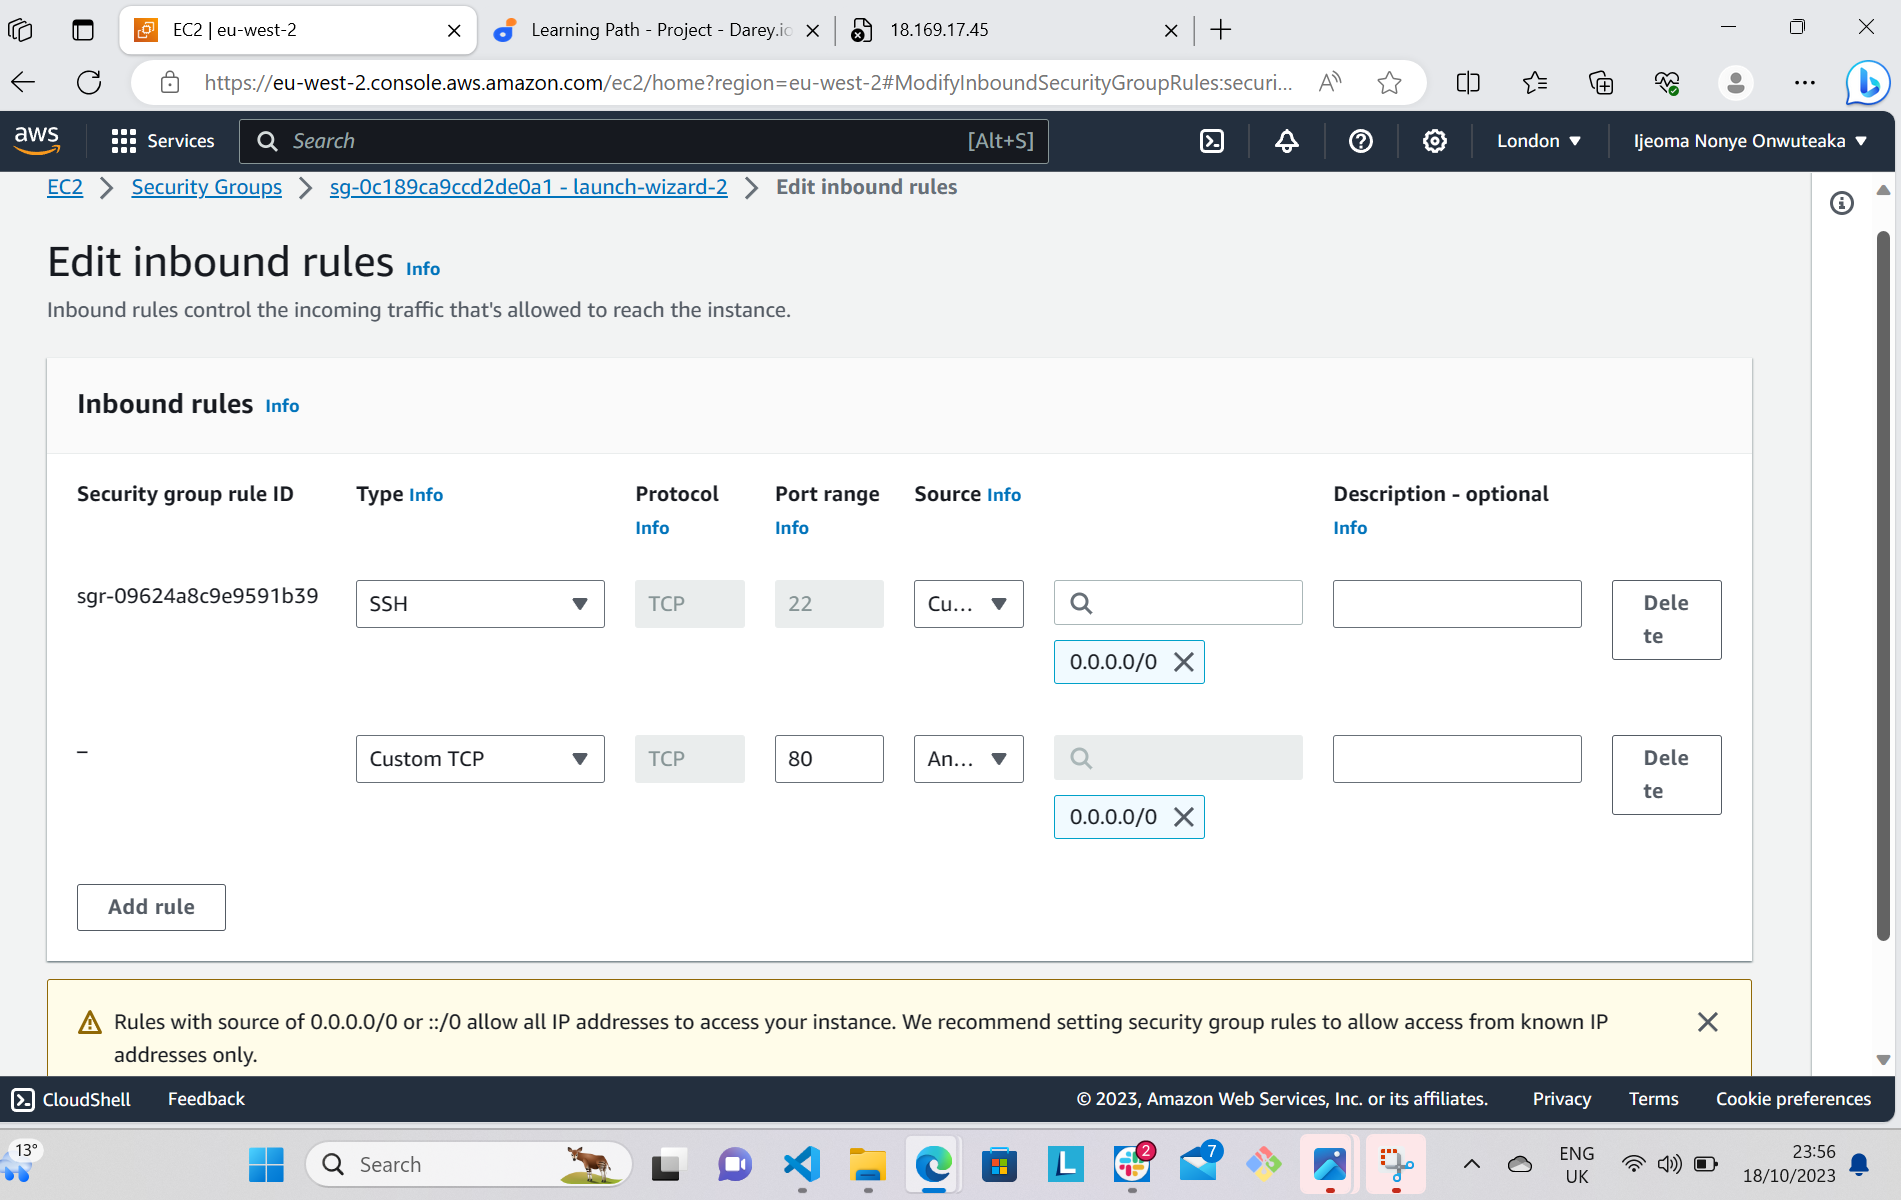 EC2 | eu-west-2
Learning Path - Project - Darey.io
18.169.17.45
https://eu-west-2.console.aws.amazon.com/ec2/home?region=eu-west-2#ModifyInboundSecurityGroupRules:securi...
aws
Services
Search
[Alt+S]
London
Ijeoma Nonye Onwuteaka
EC2
Security Groups
sg-0c189ca9ccd2de0a1 - launch-wizard-2
Edit inbound rules
Edit inbound rules Info
Inbound rules control the incoming traffic that's allowed to reach the instance.
Inbound rules Info
Security group rule ID
Type Info
Protocol
Info
Port range
Info
Source Info
Description - optional
Info
sgr-09624a8c9e9591b39
SSH
TCP
22
Cu...
0.0.0.0/0
Dele
te
–
Custom TCP
TCP
80
An...
0.0.0.0/0
Dele
te
Add rule
Rules with source of 0.0.0.0/0 or ::/0 allow all IP addresses to access your instance. We recommend setting security group rules to allow access from known IP
addresses only.
CloudShell
Feedback
© 2023, Amazon Web Services, Inc. or its affiliates.
Privacy
Terms
Cookie preferences
13°
Search
L
2
7
ENG
UK
23:56
18/10/2023